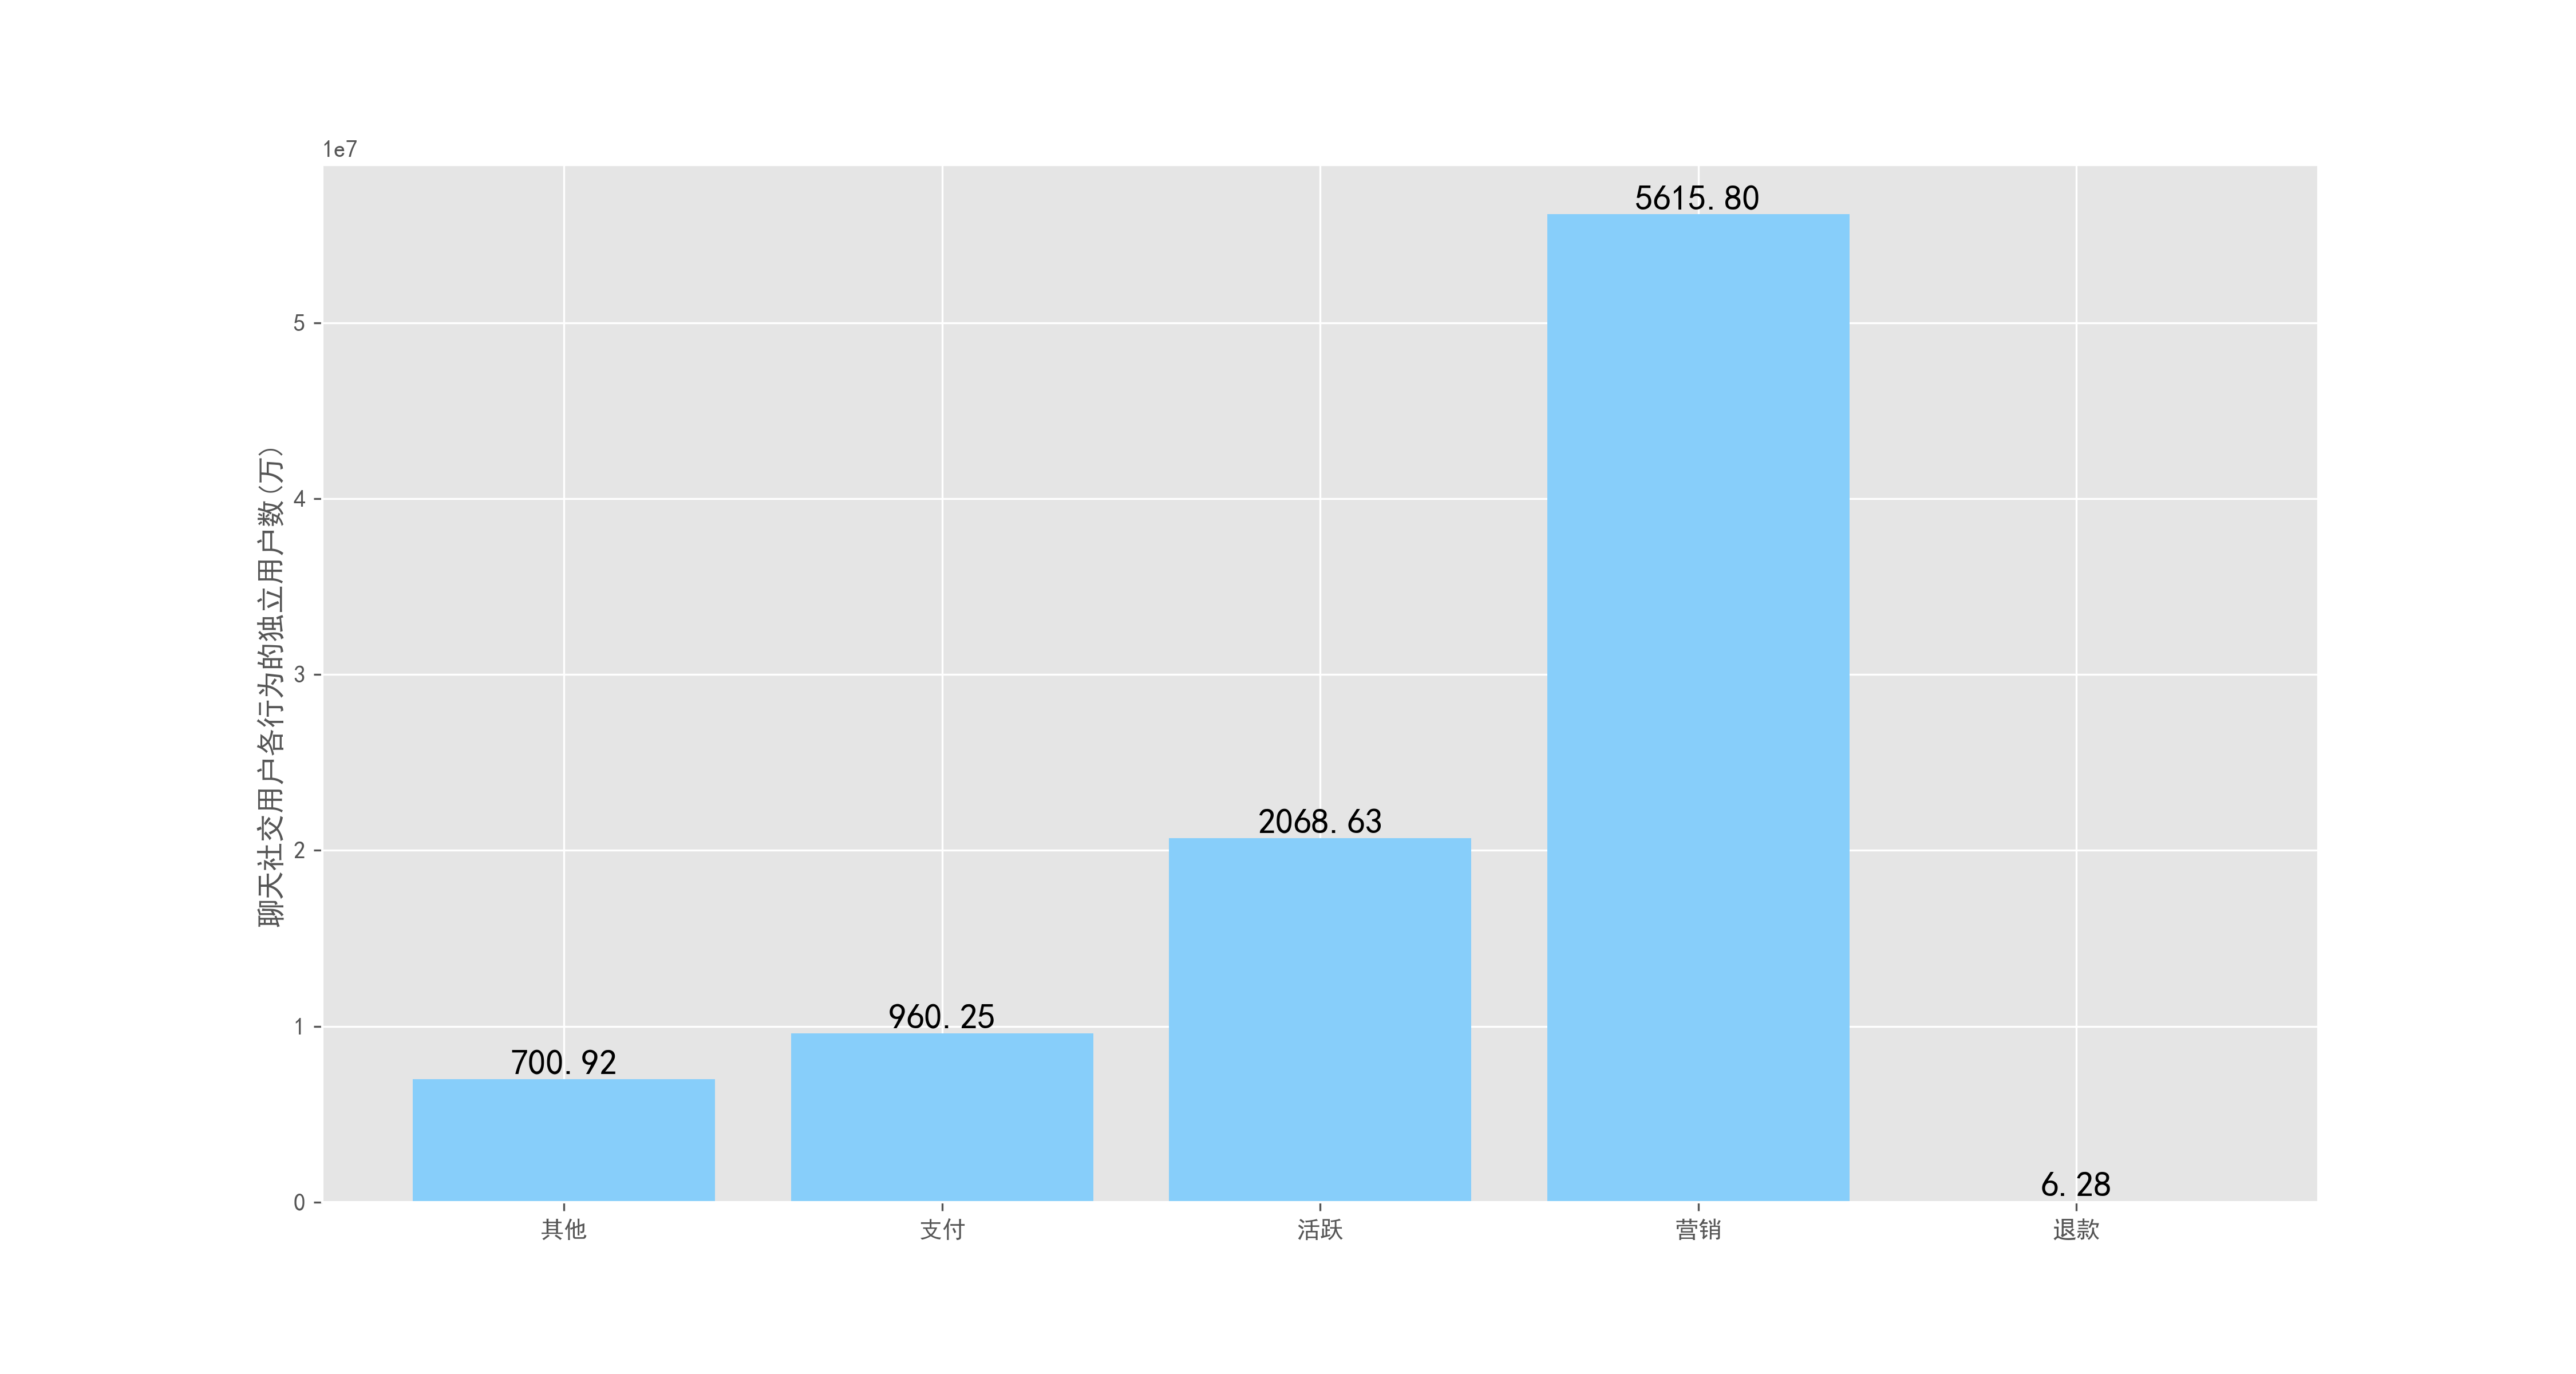 1e7
聊天社交用户各行为的独立用户数(万)
5
4
3
2
1
0
700.92
960.25
2068.63
5615.80
6.28
其他
支付
活跃
营销
退款